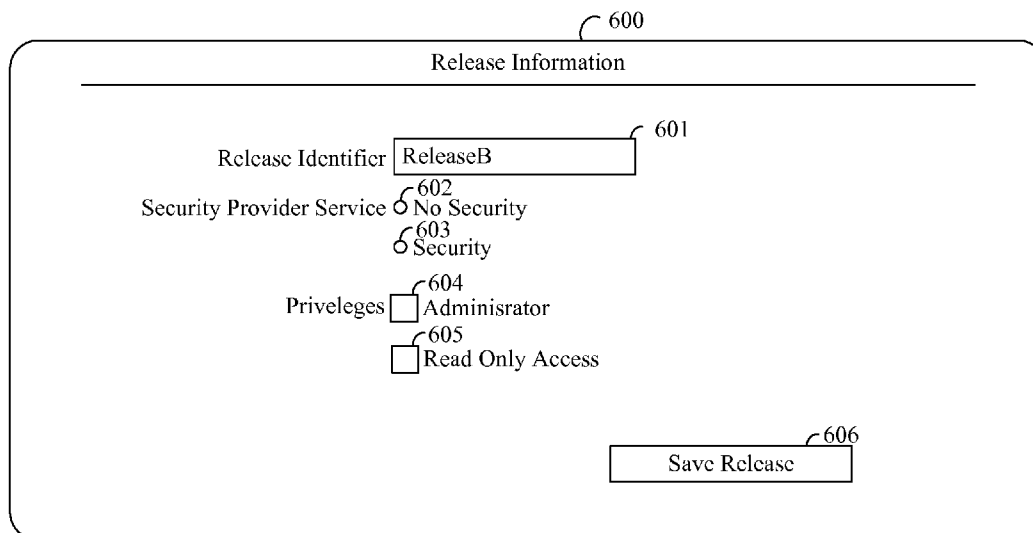 600
Release Information
601
Release Identifier ReleaseB
602
Security Provider Service No Security
603
Security
604
Priveleges Adminisrator
605
Read Only Access
606
Save Release